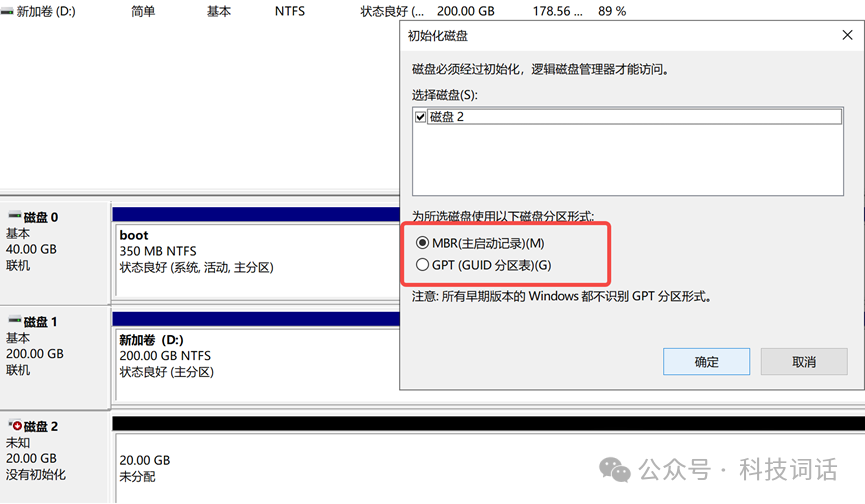 新加卷 (D:) 简单 基本 NTFS 状态良好 (... 200.00 GB 178.56 ... 89 %
初始化磁盘
磁盘必须经过初始化，逻辑磁盘管理器才能访问。
选择磁盘(S):
磁盘 2
为所选磁盘使用以下磁盘分区形式:
MBR(主启动记录)(M)
GPT (GUID 分区表)(G)
注意: 所有早期版本的 Windows 都不识别 GPT 分区形式。
确定 取消
磁盘 0
基本
40.00 GB
联机
boot
350 MB NTFS
状态良好 (系统, 活动, 主分区)
磁盘 1
基本
200.00 GB
联机
新加卷 (D:)
200.00 GB NTFS
状态良好 (主分区)
磁盘 2
未知
20.00 GB
没有初始化
20.00 GB
未分配
公众号 · 科技词话